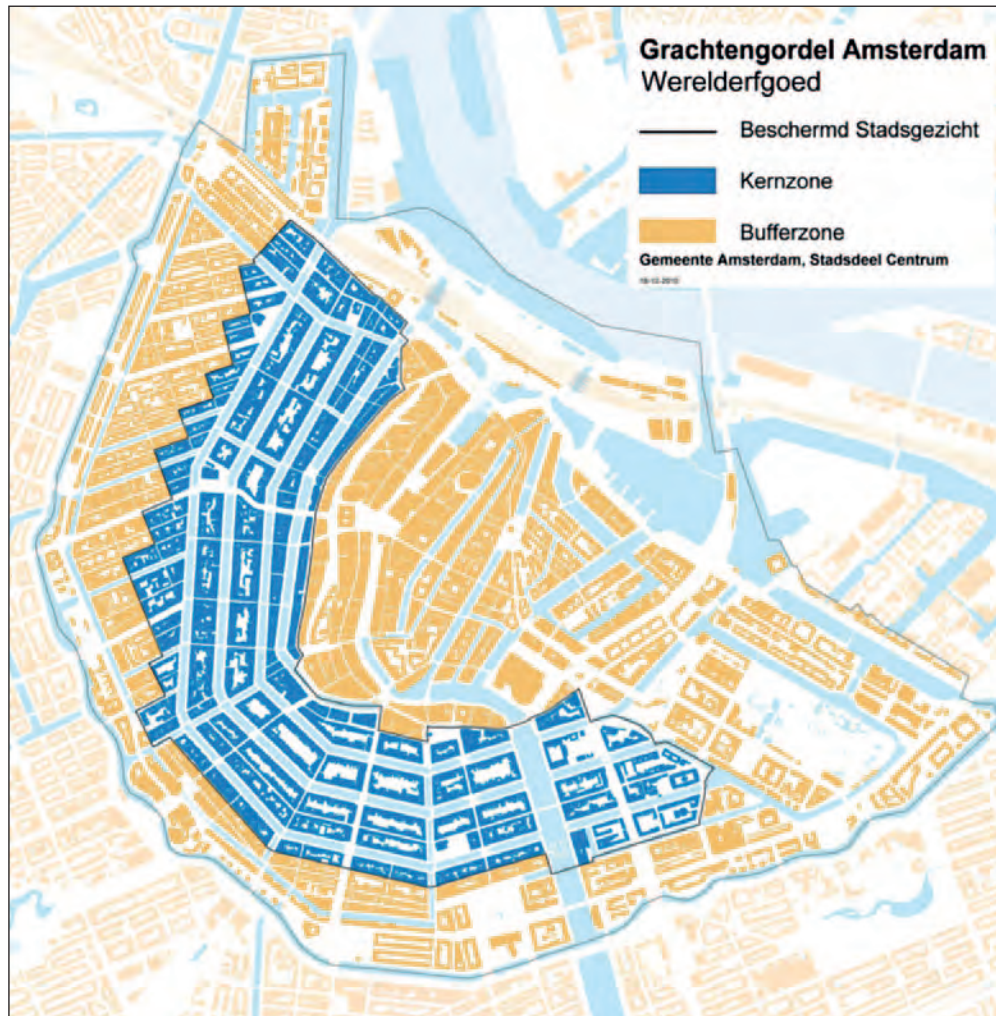 Grachtengordel Amsterdam
Werelderfgoed
Beschermd Stadsgezicht
Kernzone
Bufferzone
Gemeente Amsterdam, Stadsdeel Centrum